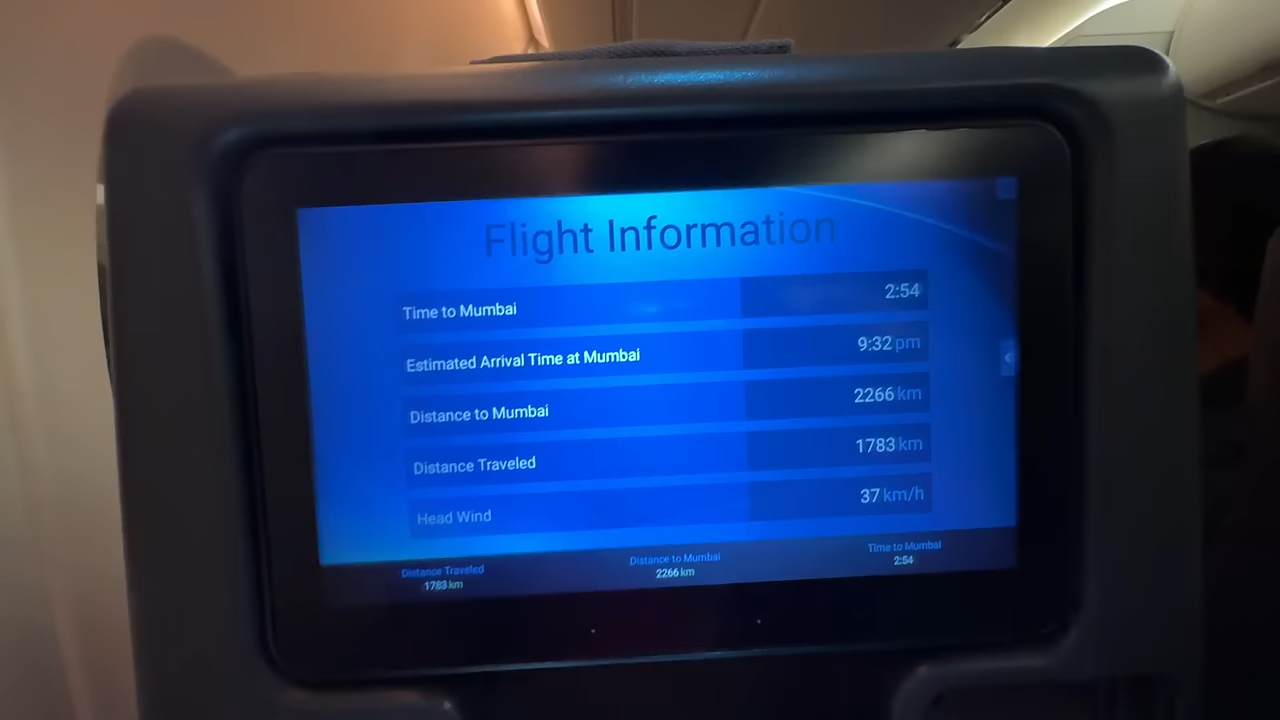 Flight Information
Time to Mumbai 2:54
Estimated Arrival Time at Mumbai 9:32 pm
Distance to Mumbai 2266 km
Distance Traveled 1783 km
Head Wind 37 km/h
Distance Traveled Distance to Mumbai Time to Mumbai
1783 km 2266 km 2:54